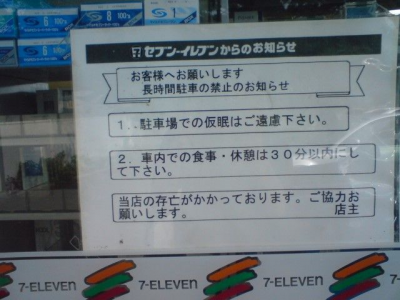 セブン-イレブンからのお知らせ
お客様へお願いします
長時間駐車の禁止のお知らせ
1．駐車場での仮眠はご遠慮下さい。
2．車内での食事・休憩は30分以内にし
て下さい。
当店の存亡がかかっております。ご協力お
願いします。 店主
7-ELEVEN 7-ELEVEN 7-ELEVEN